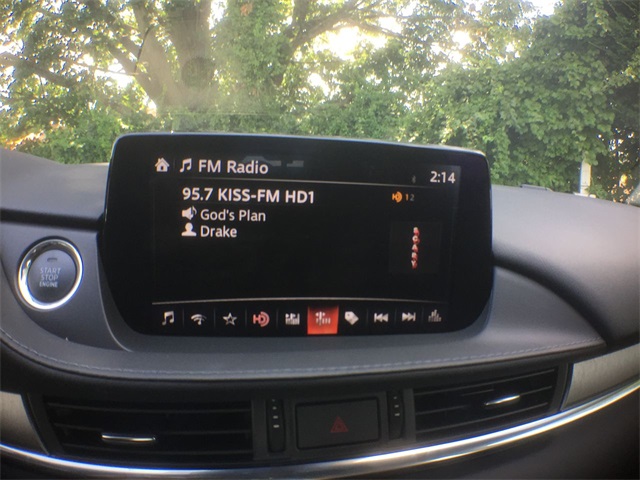 FM Radio
2:14
95.7 KISS-FM HD1
12
God's Plan
Drake
START
STOP
ENGINE